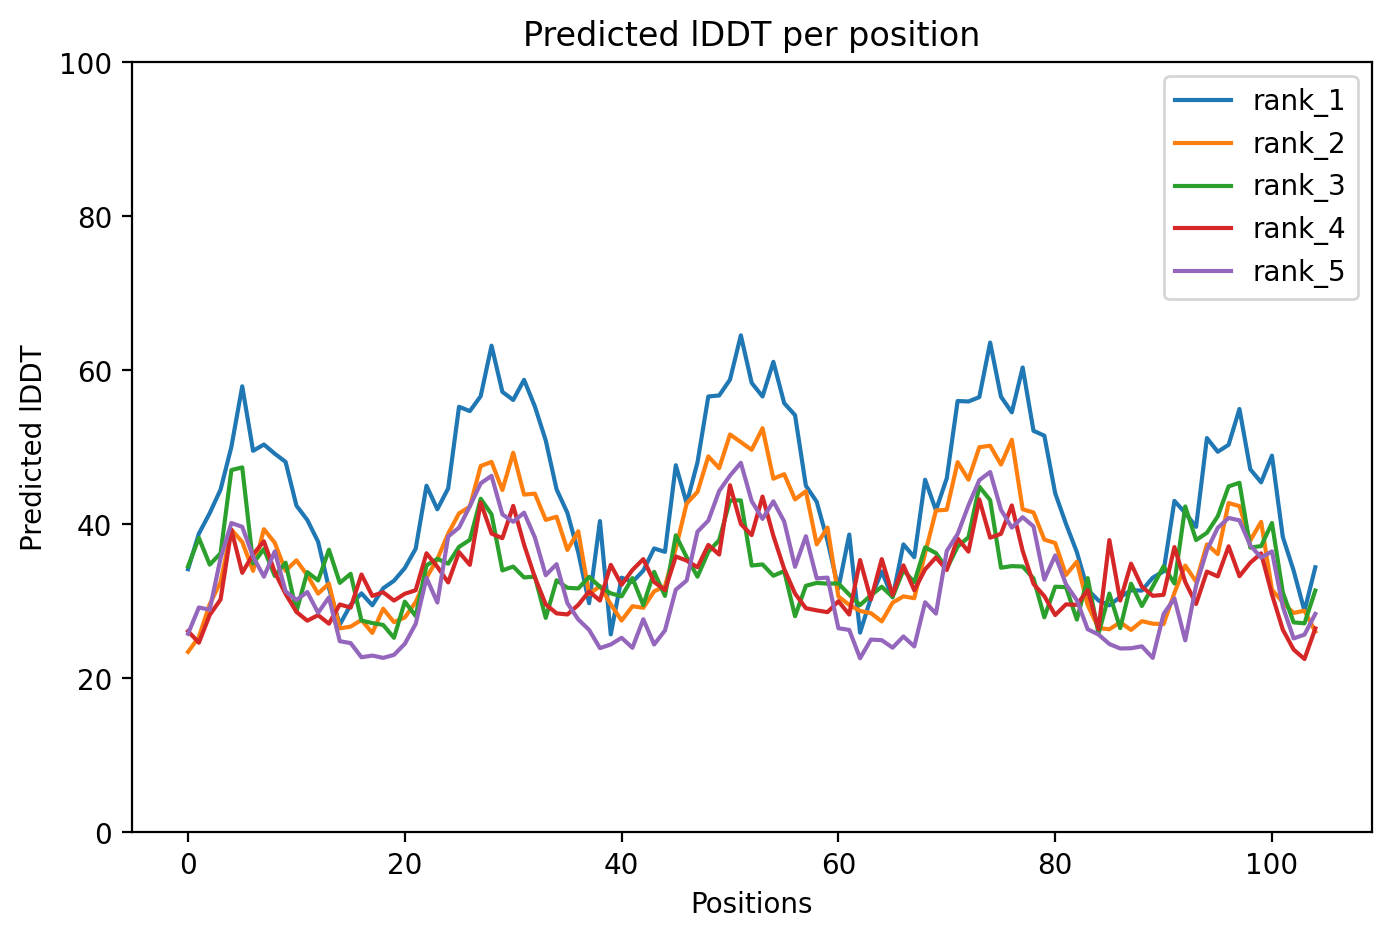 Predicted lDDT per position
100
80
60
40
20
0
Predicted lDDT
rank_1
rank_2
rank_3
rank_4
rank_5
0 20 40 60 80 100
Positions